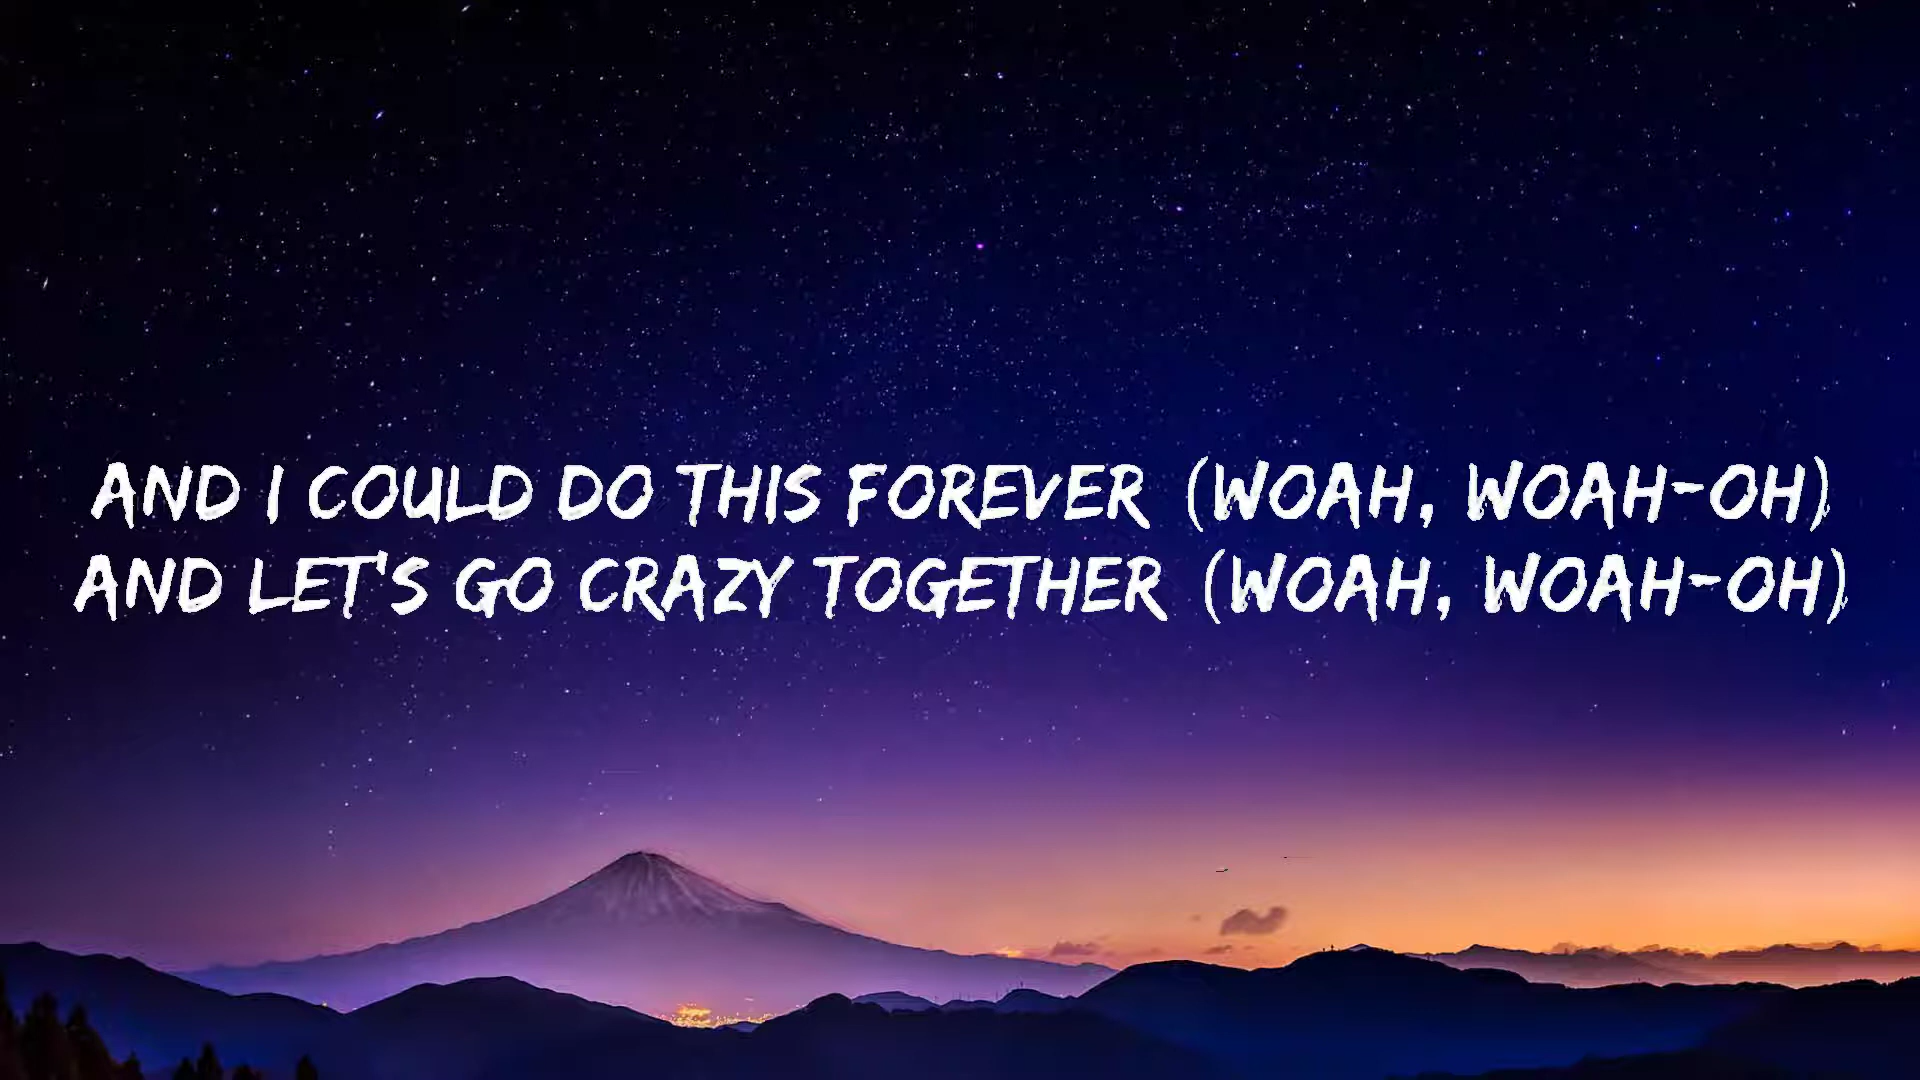 AND I COULD DO THIS FOREVER (WOAH, WOAH-OH)
AND LET'S GO CRAZY TOGETHER (WOAH, WOAH-OH)